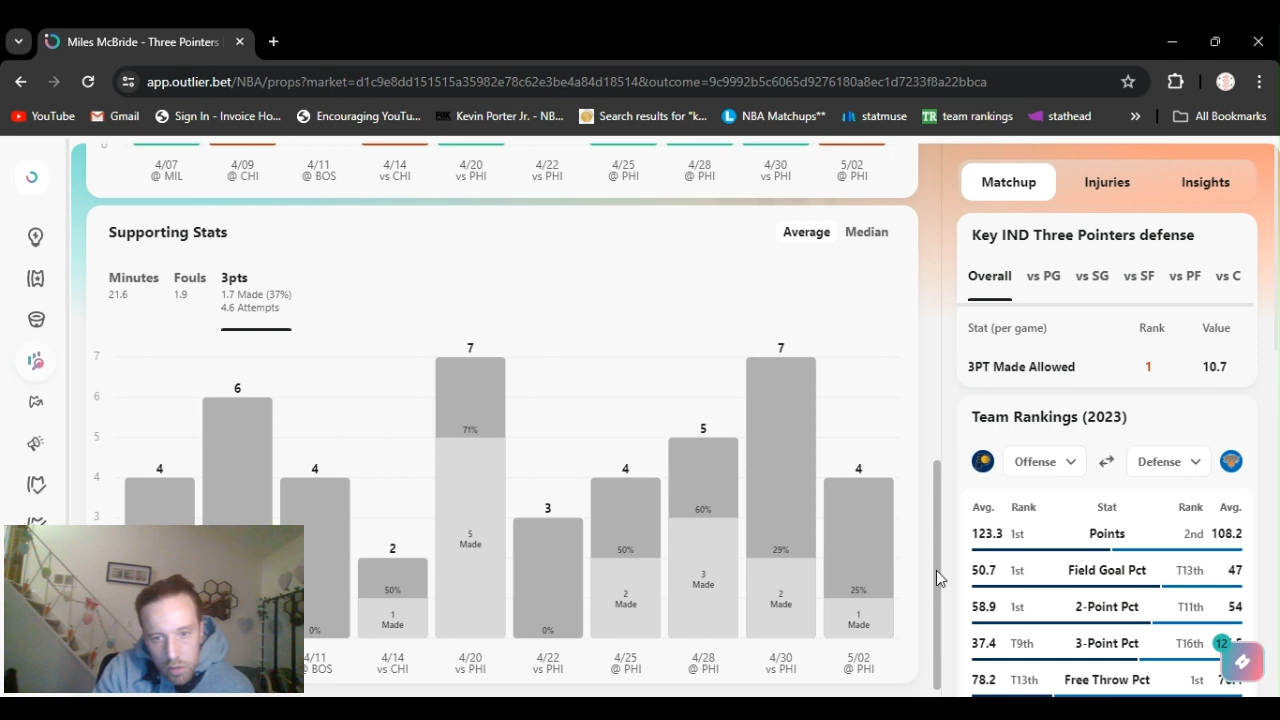 Miles McBride - Three Pointers
app.outlier.bet/NBA/props?market=d1c9e8dd151515a35982e78c62e3be4a84d18514&outcome=9c9992b5c6065d9276180a8ec1d7233f8a22bbca
YouTube Gmail Sign In - Invoice Ho... Encouraging YouTu... FOX Kevin Porter Jr. - NB... Search results for "k... NBA Matchups** statmuse TR team rankings stathead » All Bookmarks
0
4/07 4/09 4/11 4/14 4/20 4/22 4/25 4/28 4/30 5/02
@ MIL @ CHI @ BOS vs CHI vs PHI vs PHI @ PHI @ PHI vs PHI @ PHI
Supporting Stats Average Median
Minutes Fouls 3pts
21.6 1.9 1.7 Made (37%)
4.6 Attempts
7
6
5
4
3
4 6 4 2 7 3 4 5 7 4
0% 50% 71% 0% 50% 60% 29% 25%
1 Made 5 Made 2 Made 3 Made 2 Made 1 Made
4/11 4/14 4/20 4/22 4/25 4/28 4/30 5/02
@ BOS vs CHI vs PHI vs PHI @ PHI @ PHI vs PHI @ PHI
Matchup Injuries Insights
Key IND Three Pointers defense
Overall vs PG vs SG vs SF vs PF vs C
Stat (per game) Rank Value
3PT Made Allowed 1 10.7
Team Rankings (2023)
Offense Defense
Avg. Rank Stat Rank Avg.
123.3 1st Points 2nd 108.2
50.7 1st Field Goal Pct T13th 47
58.9 1st 2-Point Pct T11th 54
37.4 T9th 3-Point Pct T16th
78.2 T13th Free Throw Pct 1st